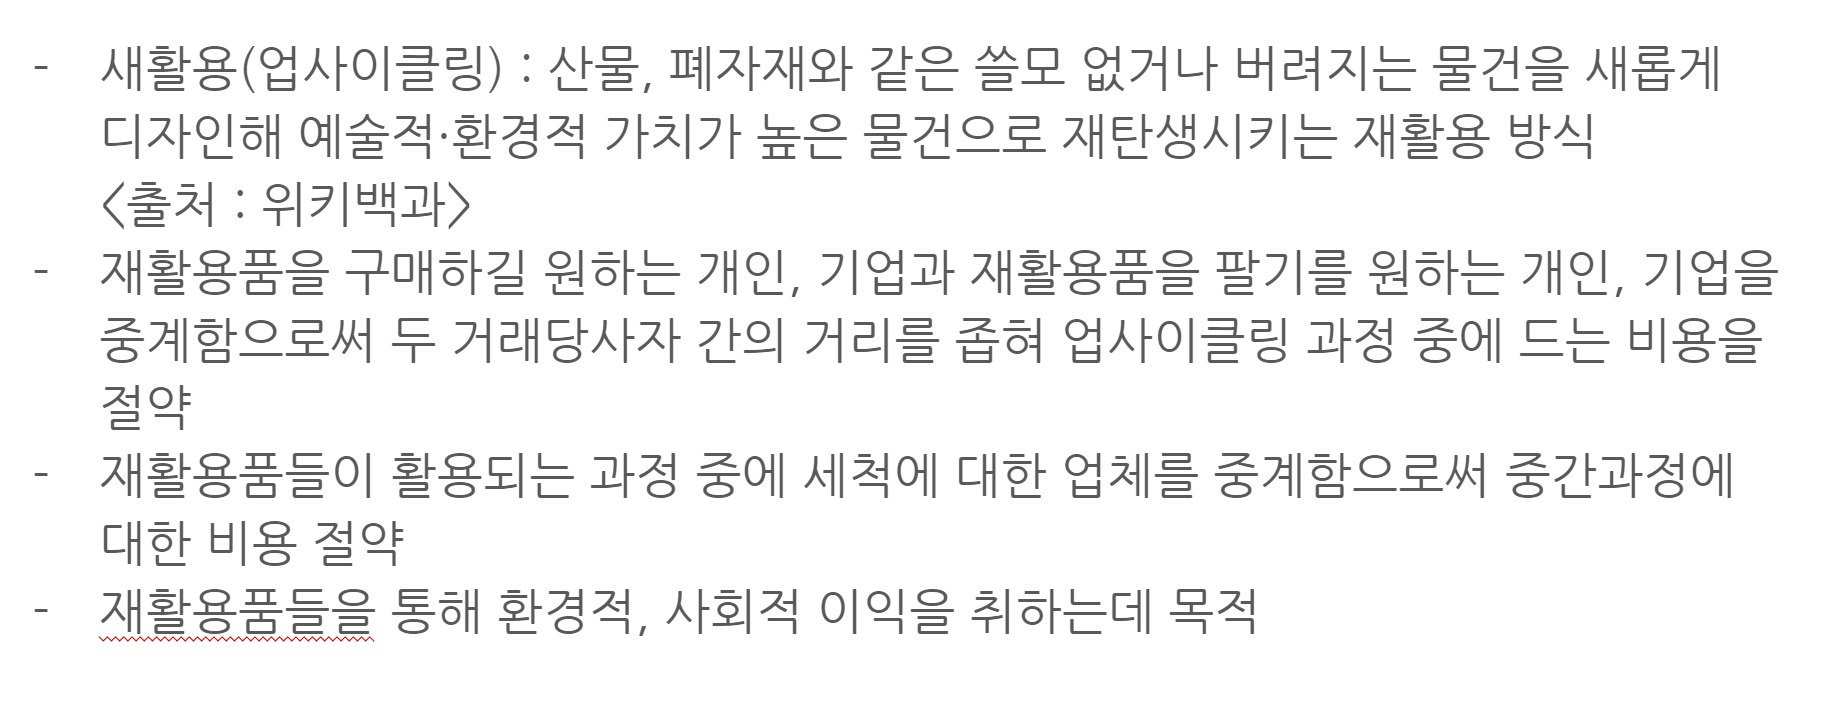 - 새활용(업사이클링) : 산물, 폐자재와 같은 쓸모 없거나 버려지는 물건을 새롭게
디자인해 예술적·환경적 가치가 높은 물건으로 재탄생시키는 재활용 방식
<출처 : 위키백과>
- 재활용품을 구매하길 원하는 개인, 기업과 재활용품을 팔기를 원하는 개인, 기업을
중계함으로써 두 거래당사자 간의 거리를 좁혀 업사이클링 과정 중에 드는 비용을
절약
- 재활용품들이 활용되는 과정 중에 세척에 대한 업체를 중계함으로써 중간과정에
대한 비용 절약
- 재활용품들을 통해 환경적, 사회적 이익을 취하는데 목적